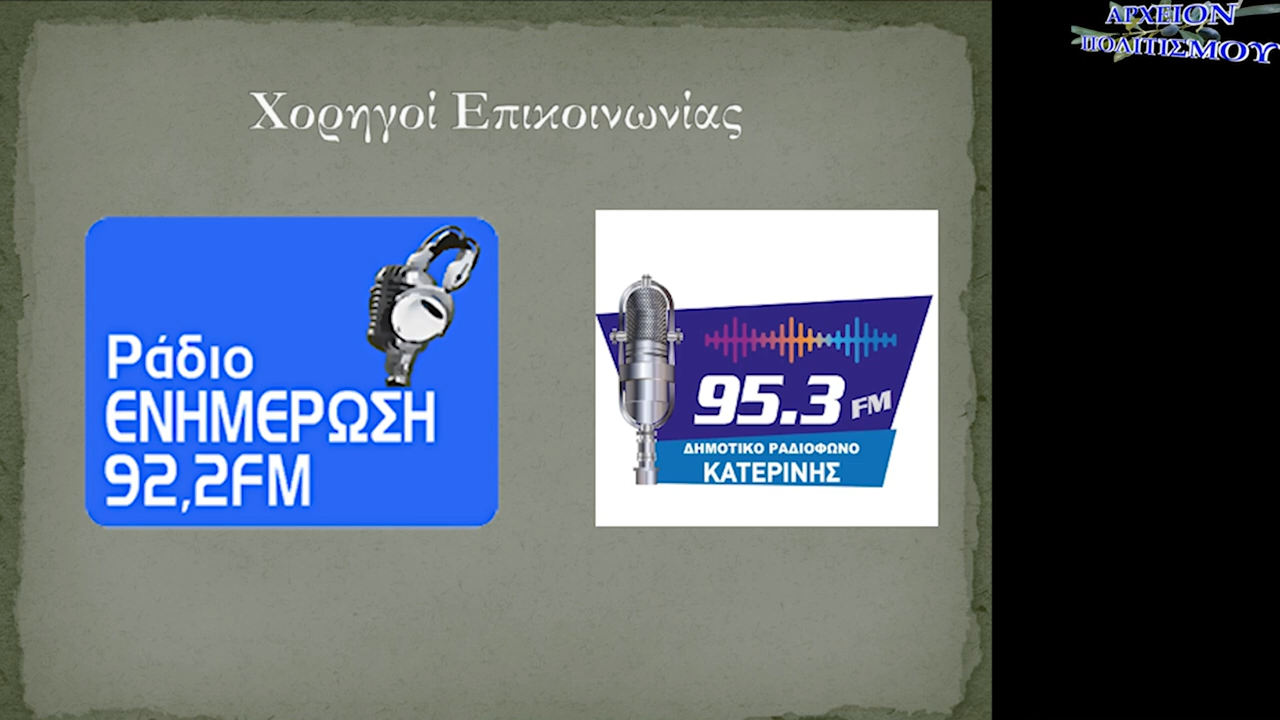 ΑΡΧΕΙΟΝ
ΠΟΛΙΤΙΣΜΟΥ
Χορηγοί Επικοινωνίας
Ράδιο
ΕΝΗΜΕΡΩΣΗ
92,2FM
95.3 FM
ΔΗΜΟΤΙΚΟ ΡΑΔΙΟΦΩΝΟ
ΚΑΤΕΡΙΝΗΣ